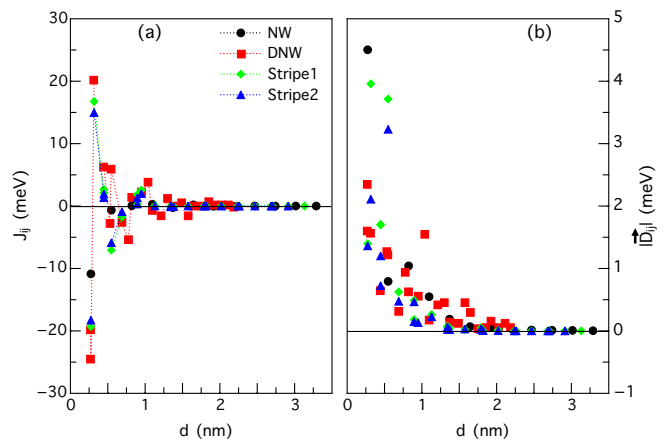 (a)
NW
DNW
Stripe1
Stripe2
30
20
10
0
−10
−20
−30
J_ij (meV)
0 1 2 3
d (nm)
(b)
5
4
3
2
1
0
−1
|D_ij| (meV)
0 1 2 3
d (nm)